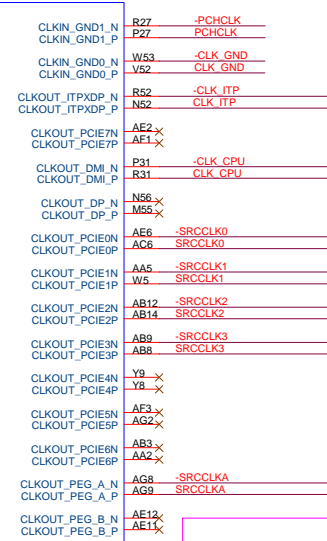 CLKIN_GND1_N R27 -PCHCLK
CLKIN_GND1_P P27 PCHCLK
CLKIN_GND0_N W53 -CLK_GND
CLKIN_GND0_P V52 CLK_GND
CLKOUT_ITPXDP_N R52 -CLK_ITP
CLKOUT_ITPXDP_P N52 CLK_ITP
CLKOUT_PCIE7N AE2
CLKOUT_PCIE7P AF1
CLKOUT_DMI_N P31 -CLK_CPU
CLKOUT_DMI_P R31 CLK_CPU
CLKOUT_DP_N N56
CLKOUT_DP_P M55
CLKOUT_PCIE0N AE6 -SRCCLK0
CLKOUT_PCIE0P AC6 SRCCLK0
CLKOUT_PCIE1N AA5 -SRCCLK1
CLKOUT_PCIE1P W5 SRCCLK1
CLKOUT_PCIE2N AB12 -SRCCLK2
CLKOUT_PCIE2P AB14 SRCCLK2
CLKOUT_PCIE3N AB9 -SRCCLK3
CLKOUT_PCIE3P AB8 SRCCLK3
CLKOUT_PCIE4N Y9
CLKOUT_PCIE4P Y8
CLKOUT_PCIE5N AF3
CLKOUT_PCIE5P AG2
CLKOUT_PCIE6N AB3
CLKOUT_PCIE6P AA2
CLKOUT_PEG_A_N AG8 -SRCCLKA
CLKOUT_PEG_A_P AG9 SRCCLKA
CLKOUT_PEG_B_N AE12
CLKOUT_PEG_B_P AE11